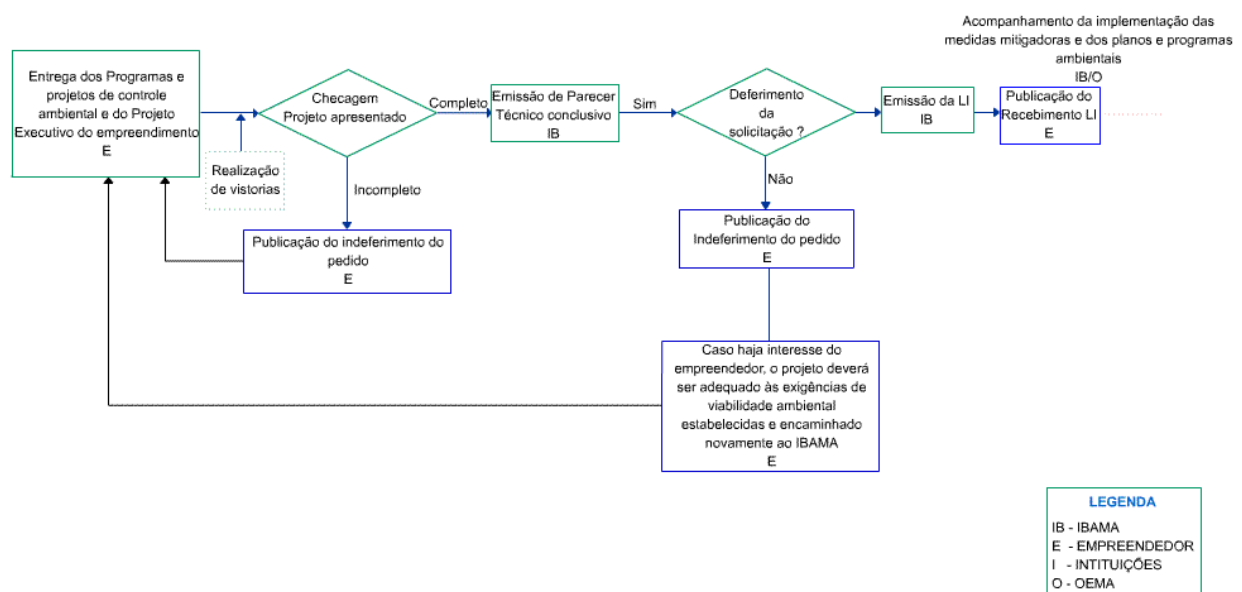 Acompanhamento da implementação das
medidas mitigadoras e dos planos e programas
ambientais
IB/O
Entrega dos Programas e
projetos de controle
ambiental e do Projeto
Executivo do empreendimento
E
Realização
de vistorias
Checagem
Projeto apresentado
Completo
Incompleto
Publicação do indeferimento do
pedido
E
Emissão de Parecer
Técnico conclusivo
IB
Sim
Deferimento
da
solicitação ?
Não
Emissão da LI
IB
Publicação do
Recebimento LI
E
Publicação do
Indeferimento do pedido
E
Caso haja interesse do
empreendedor, o projeto deverá
ser adequado às exigências de
viabilidade ambiental
estabelecidas e encaminhado
novamente ao IBAMA
E
LEGENDA
IB - IBAMA
E - EMPREENDEDOR
I - INTITUIÇÕES
O - OEMA